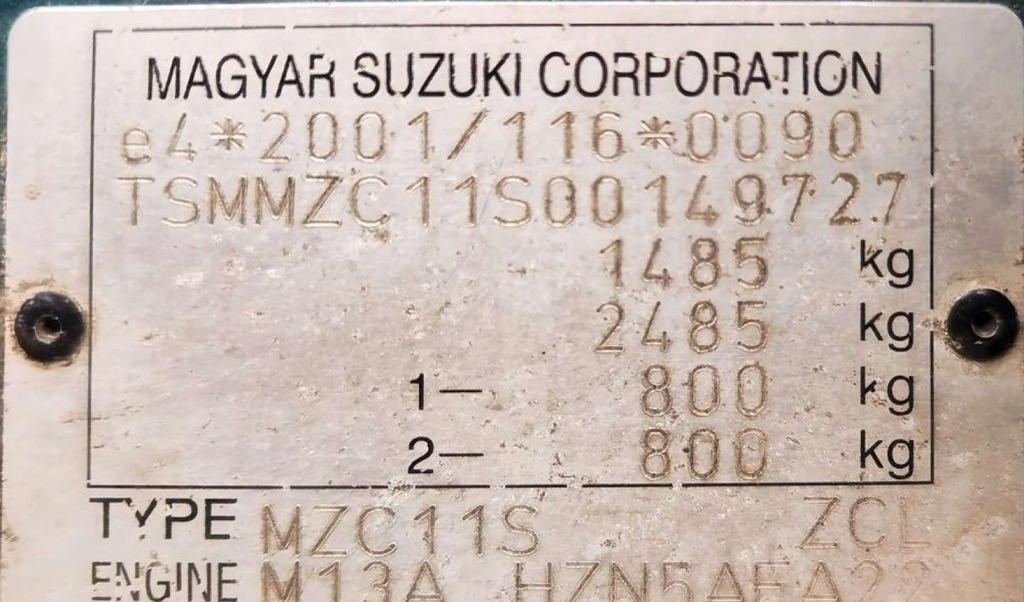 MAGYAR SUZUKI CORPORATION
e4*2001/116*0090
TSMMZC11S00149727
1485 kg
2485 kg
1— 800 kg
2— 800 kg
TYPE MZC11S ZCL
ENGINE M13A